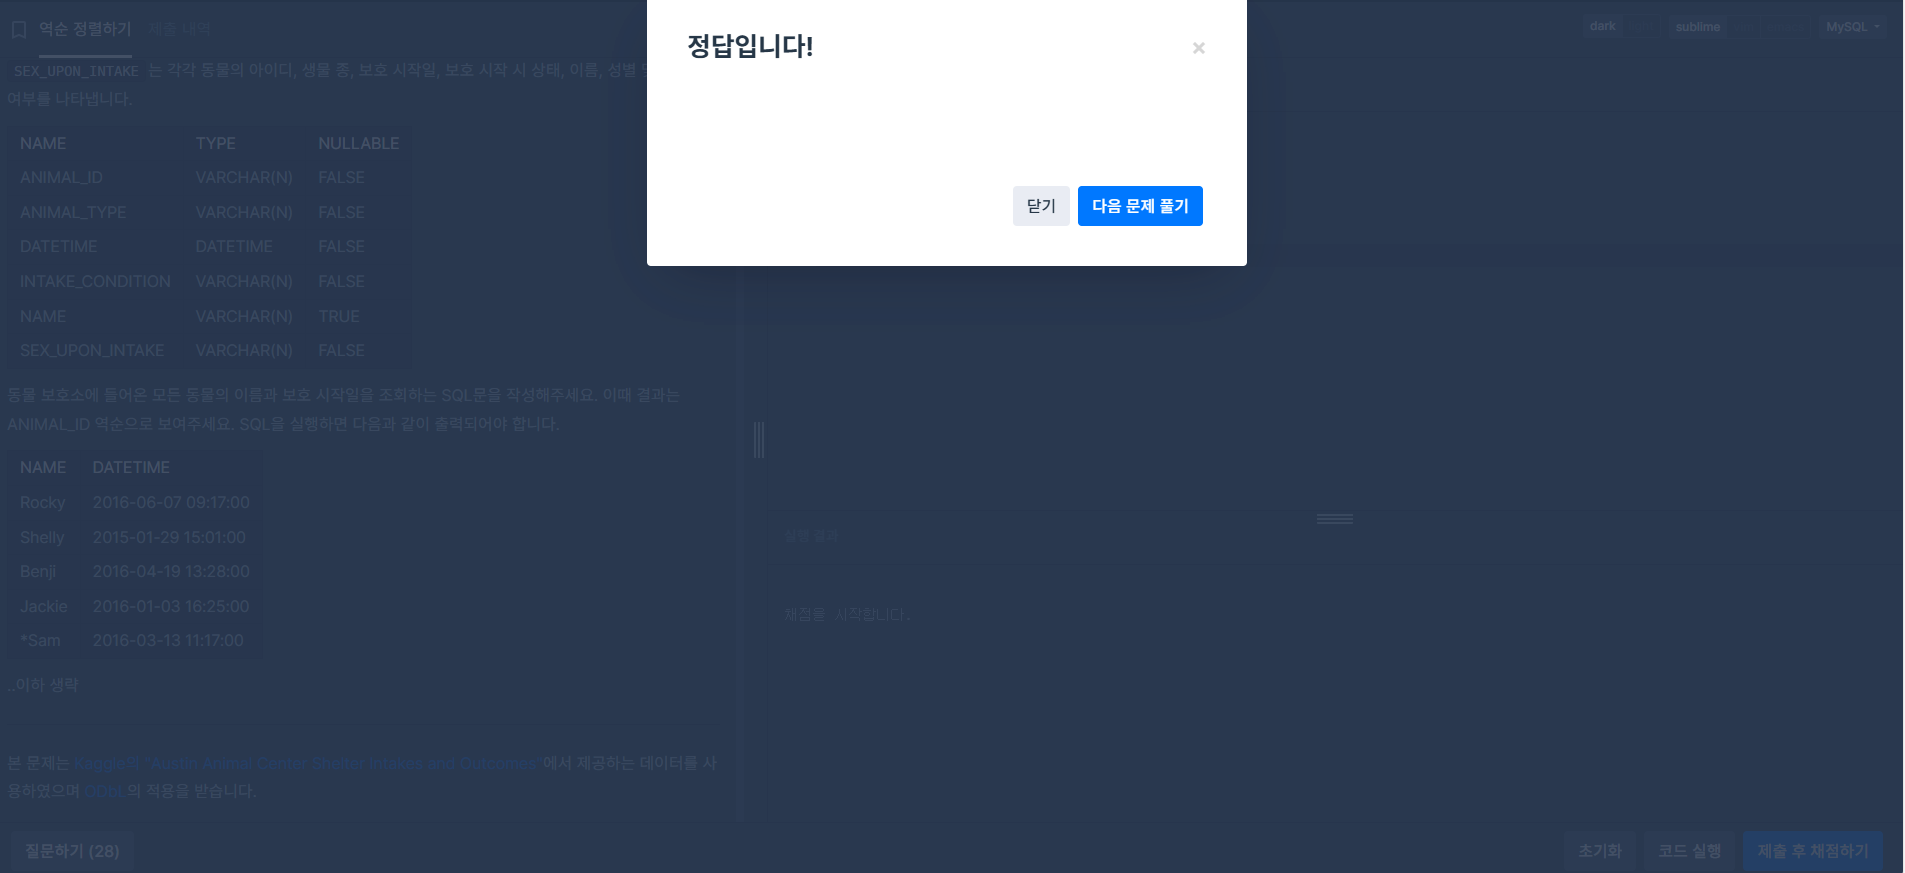 역순 정렬하기 제출 내역
dark sublime MySQL
정답입니다!
×
닫기 다음 문제 풀기
SEX_UPON_INTAKE 는 각각 동물의 아이디, 생물 종, 보호 시작일, 보호 시작 시 상태, 이름, 성별
여부를 나타냅니다.
NAME TYPE NULLABLE
ANIMAL_ID VARCHAR(N) FALSE
ANIMAL_TYPE VARCHAR(N) FALSE
DATETIME DATETIME FALSE
INTAKE_CONDITION VARCHAR(N) FALSE
NAME VARCHAR(N) TRUE
SEX_UPON_INTAKE VARCHAR(N) FALSE
동물 보호소에 들어온 모든 동물의 이름과 보호 시작일을 조회하는 SQL문을 작성해주세요. 이때 결과는
ANIMAL_ID 역순으로 보여주세요. SQL을 실행하면 다음과 같이 출력되어야 합니다.
NAME DATETIME
Rocky 2016-06-07 09:17:00
Shelly 2015-01-29 15:01:00
Benji 2016-04-19 13:28:00
Jackie 2016-01-03 16:25:00
*Sam 2016-03-13 11:17:00
..이하 생략
본 문제는 Kaggle의 "Austin Animal Center Shelter Intakes and Outcomes"에서 제공하는 데이터를 사
용하였으며 ODbL의 적용을 받습니다.
실행 결과
채점을 시작합니다.
질문하기 (28)
초기화 코드 실행 제출 후 채점하기